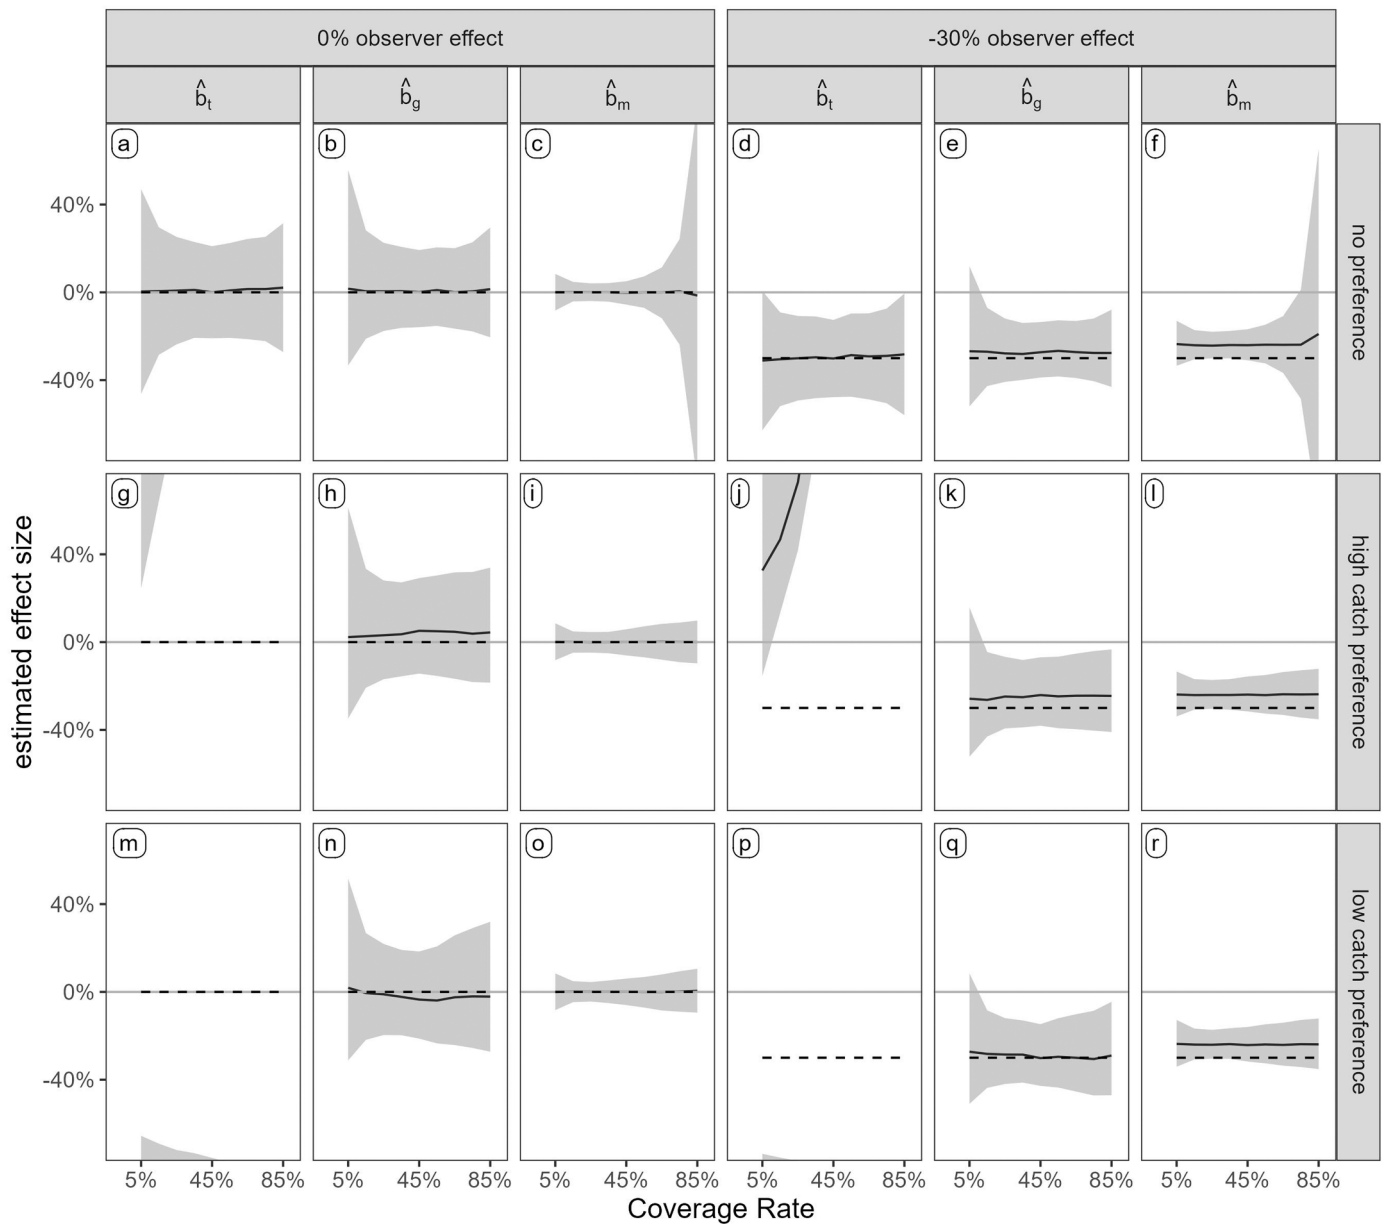 0% observer effect
-30% observer effect
b̂t
b̂g
b̂m
b̂t
b̂g
b̂m
a
b
c
d
e
f
40%
0%
-40%
no preference
g
h
i
j
k
l
40%
0%
-40%
high catch preference
m
n
o
p
q
r
40%
0%
-40%
low catch preference
estimated effect size
5% 45% 85%
5% 45% 85%
5% 45% 85%
5% 45% 85%
5% 45% 85%
5% 45% 85%
Coverage Rate